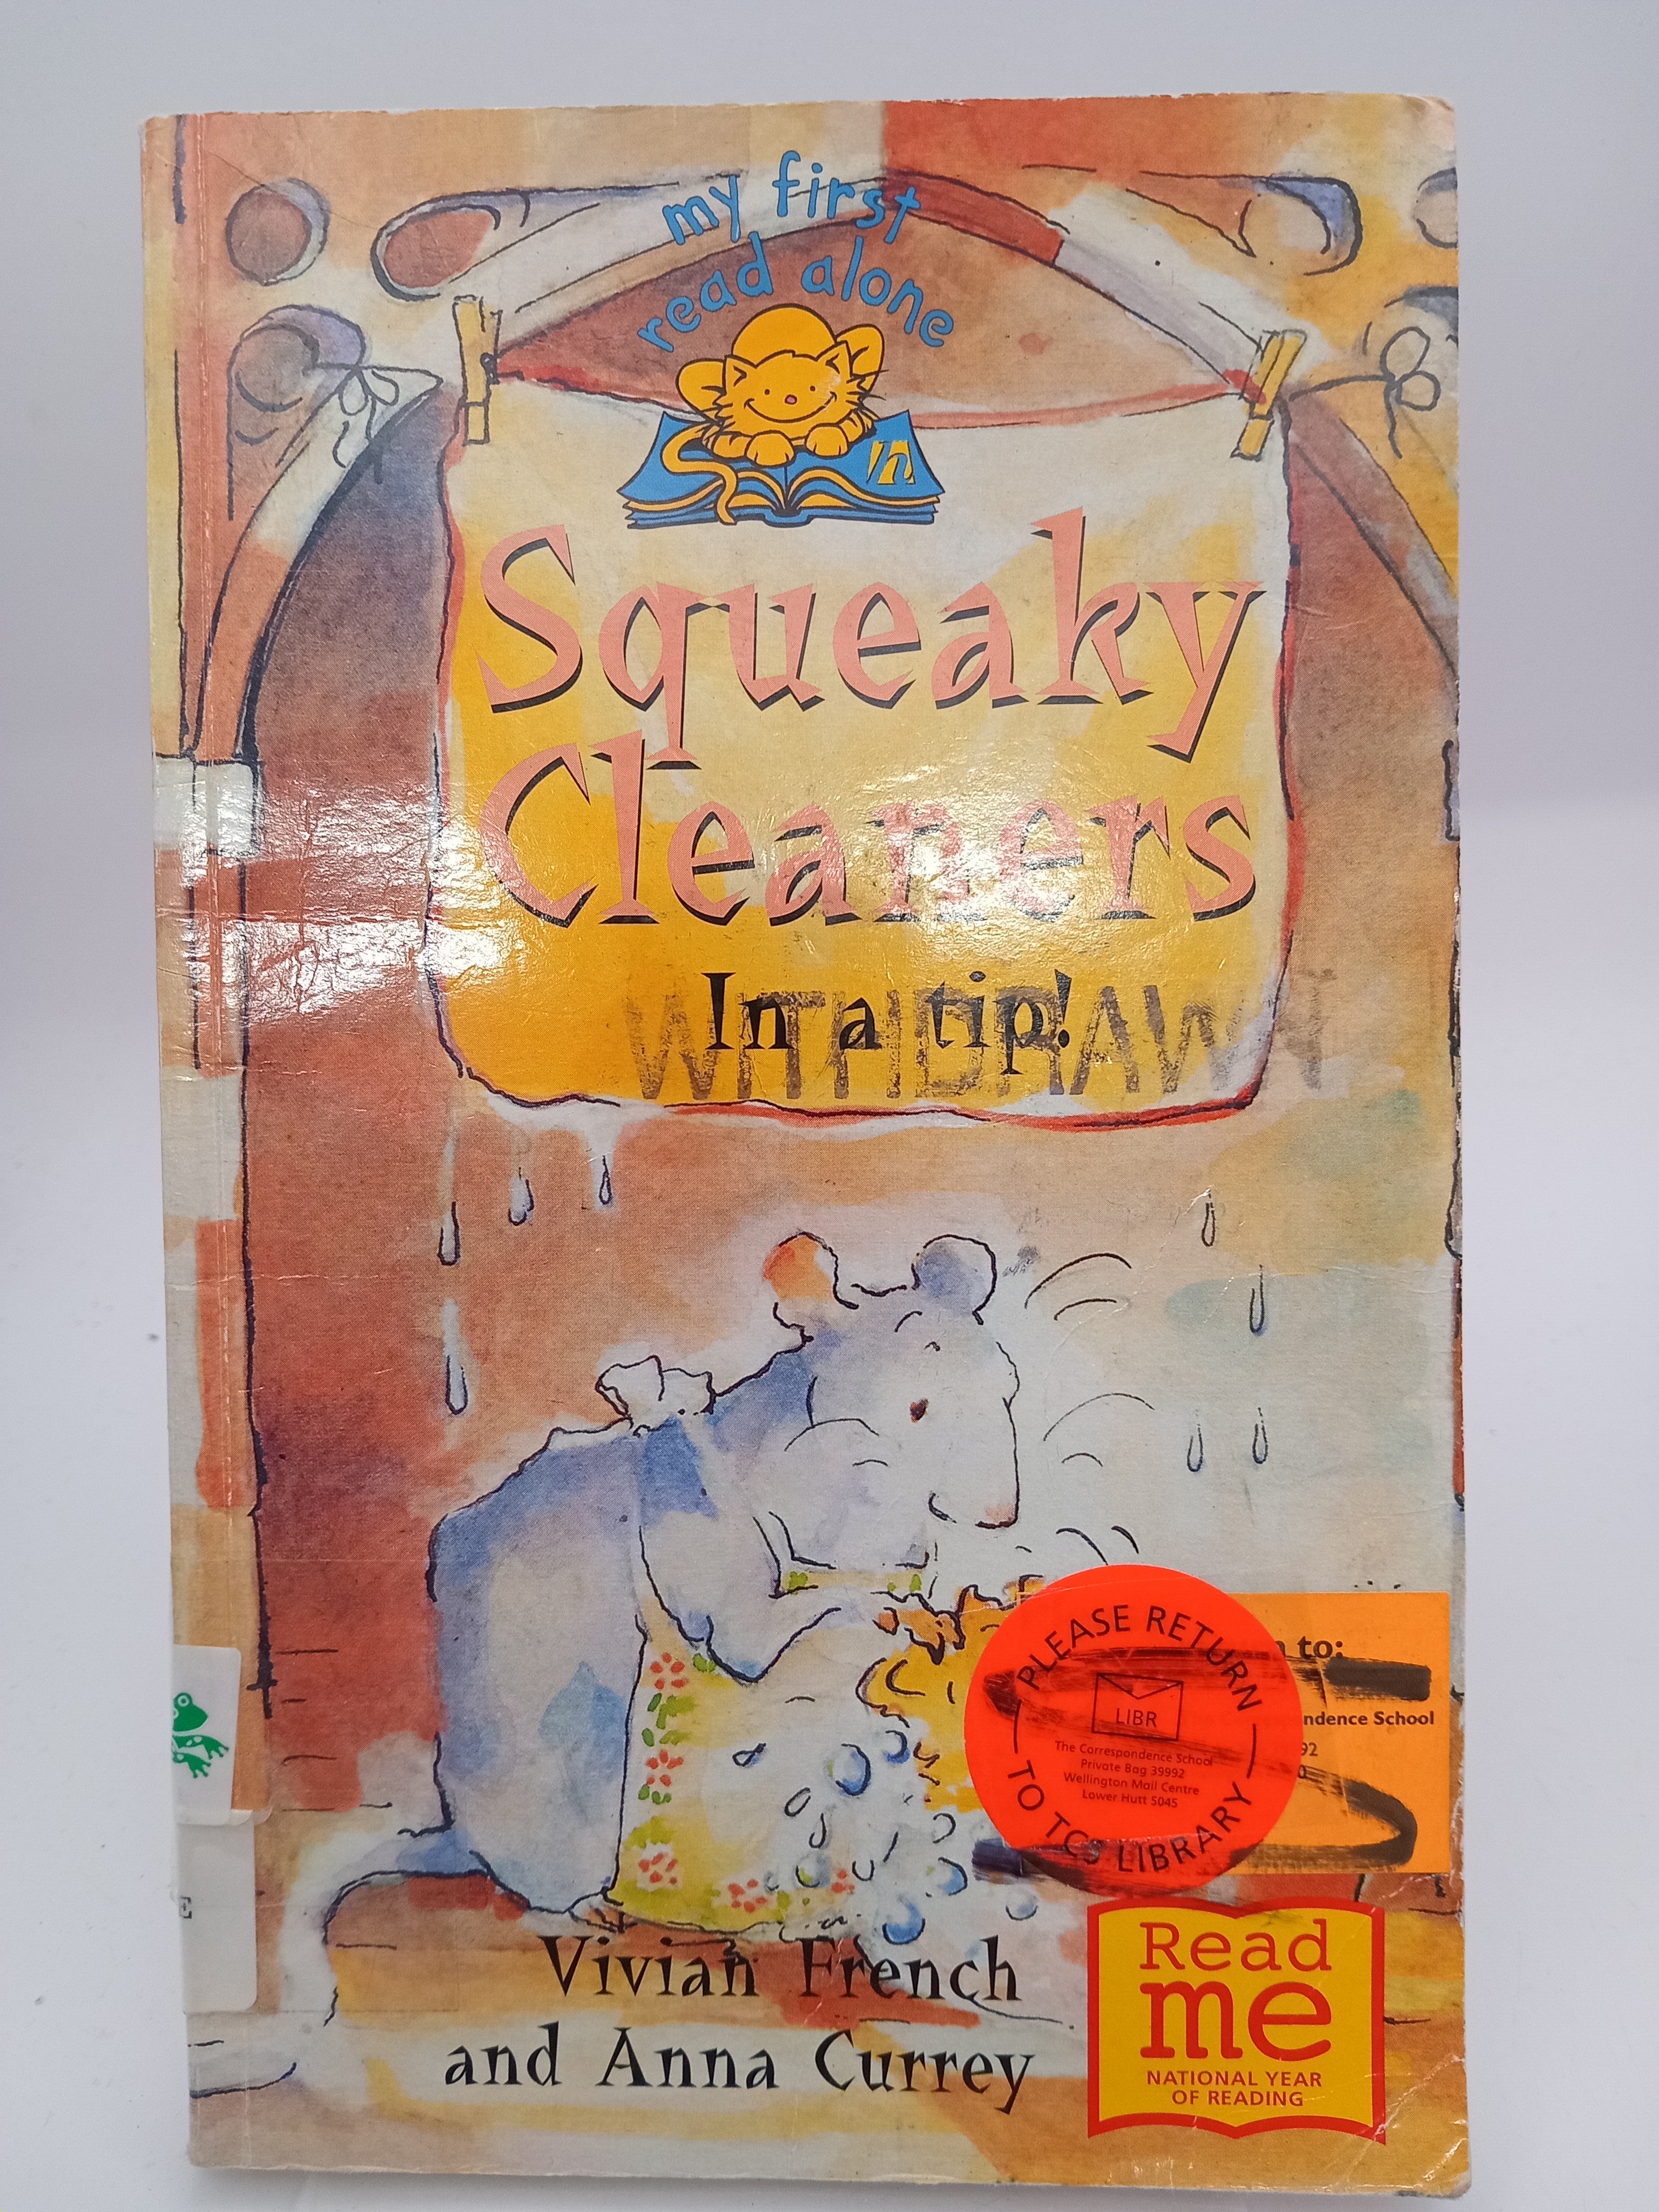 my first
read alone
h
Squeaky
Cleaners
In a tip!
WITHDRAWN
PLEASE RETURN
TO TCS LIBRARY
LIBR
The Correspondence School
Private Bag 39992
Wellington Mail Centre
Lower Hutt 5045
to:
School
92
0
E
Vivian French
and Anna Currey
Read
me
NATIONAL YEAR
OF READING